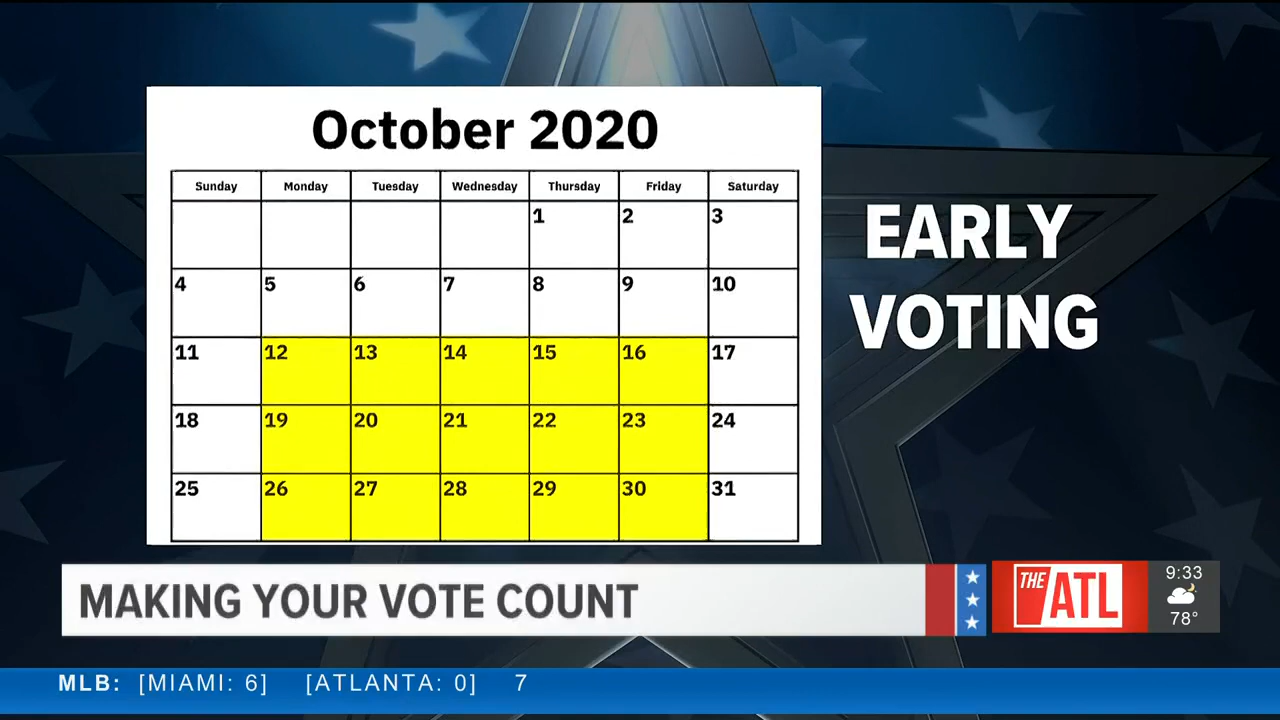 October 2020
Sunday Monday Tuesday Wednesday Thursday Friday Saturday
1 2 3
4 5 6 7 8 9 10
11 12 13 14 15 16 17
18 19 20 21 22 23 24
25 26 27 28 29 30 31
EARLY
VOTING
MAKING YOUR VOTE COUNT
THE ATL
9:33
78°
MLB: [MIAMI: 6] [ATLANTA: 0] 7